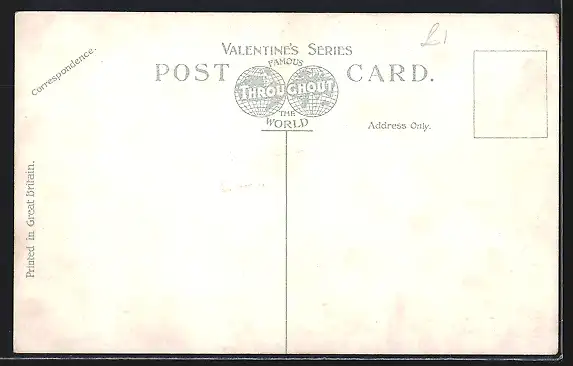 £1
VALENTINE'S SERIES
FAMOUS
POST CARD.
THROUGHOUT
THE
WORLD
Correspondence.
Address Only.
Printed in Great Britain.